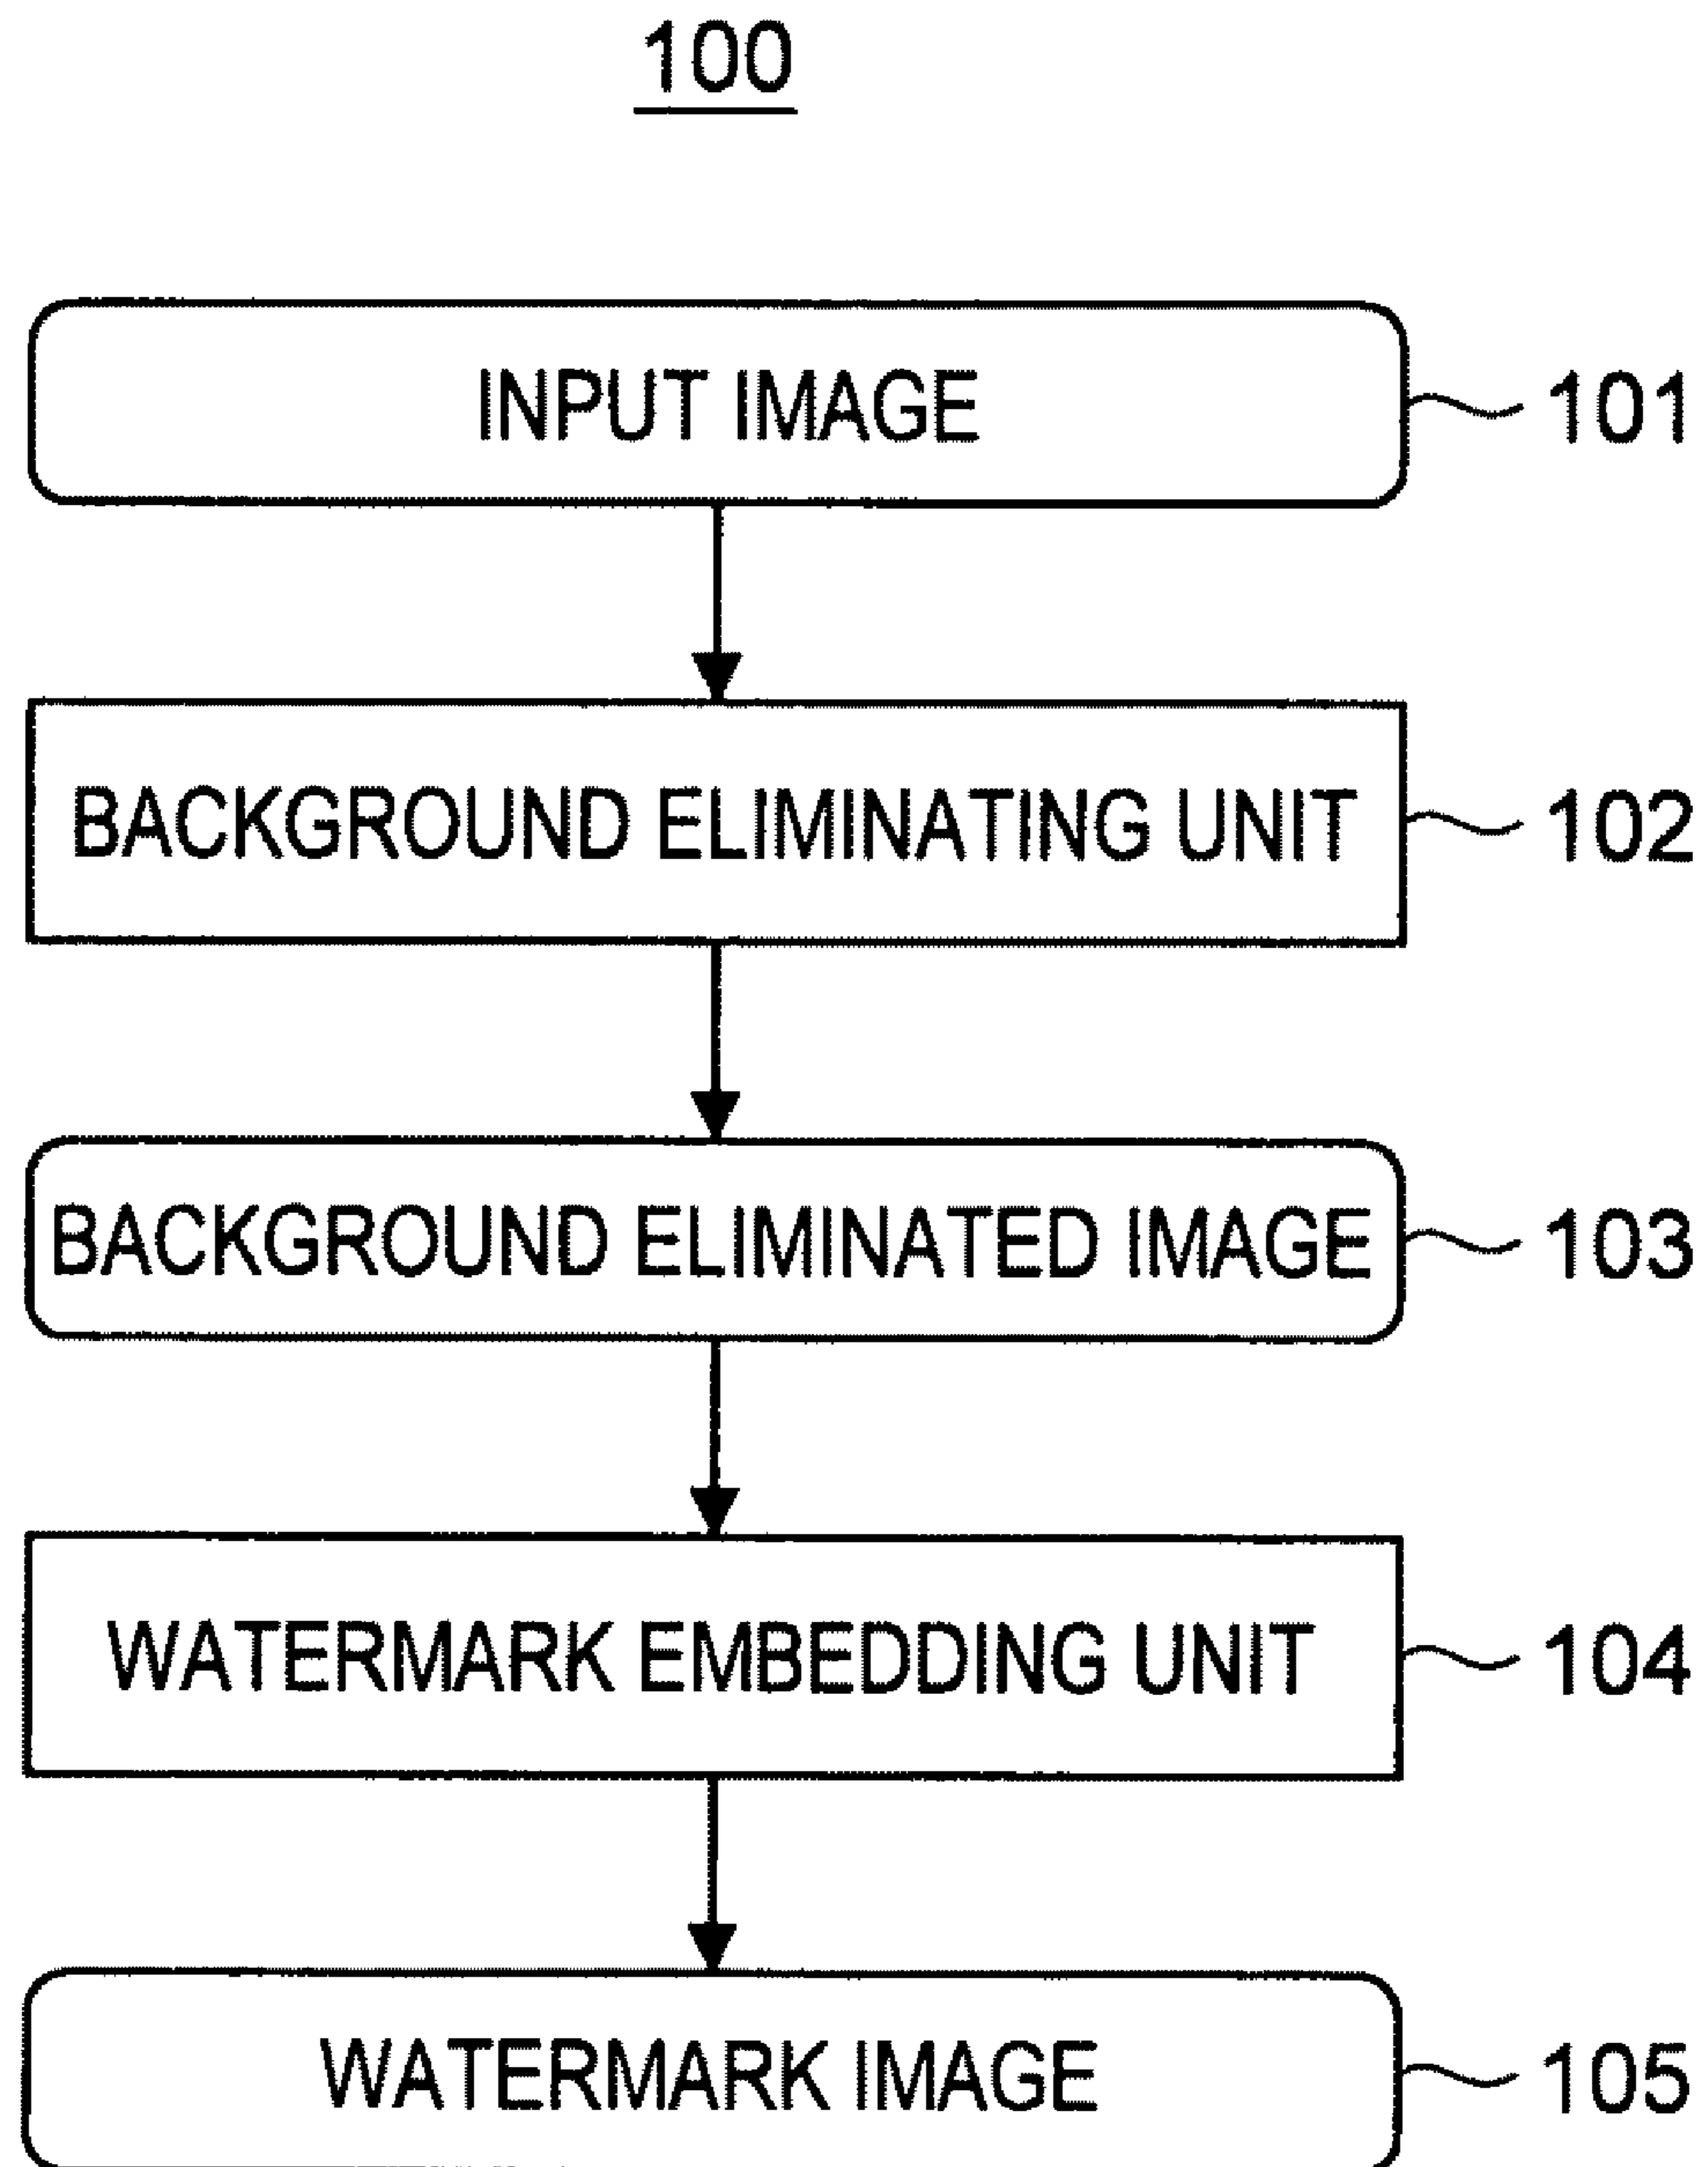 100
INPUT IMAGE 101
BACKGROUND ELIMINATING UNIT 102
BACKGROUND ELIMINATED IMAGE 103
WATERMARK EMBEDDING UNIT 104
WATERMARK IMAGE 105